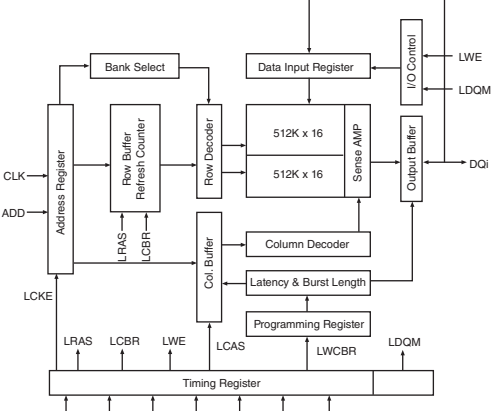 Bank Select
Data Input Register
I/O Control
LWE
LDQM
Address Register
Row Buffer
Refresh Counter
Row Decoder
512K x 16
512K x 16
Sense AMP
Output Buffer
DQi
CLK
ADD
LRAS
LCBR
Col. Buffer
Column Decoder
Latency & Burst Length
Programming Register
LCKE
LRAS
LCBR
LWE
LCAS
LWCBR
LDQM
Timing Register